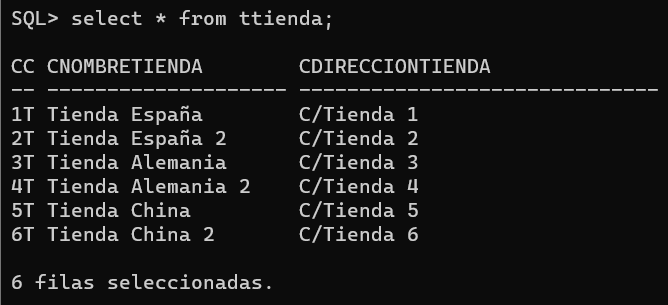 SQL> select * from ttienda;
CC CNOMBRETIENDA        CDIRECCIONTIENDA
-- -------------------- ------------------------------
1T Tienda España        C/Tienda 1
2T Tienda España 2      C/Tienda 2
3T Tienda Alemania      C/Tienda 3
4T Tienda Alemania 2    C/Tienda 4
5T Tienda China         C/Tienda 5
6T Tienda China 2       C/Tienda 6
6 filas seleccionadas.